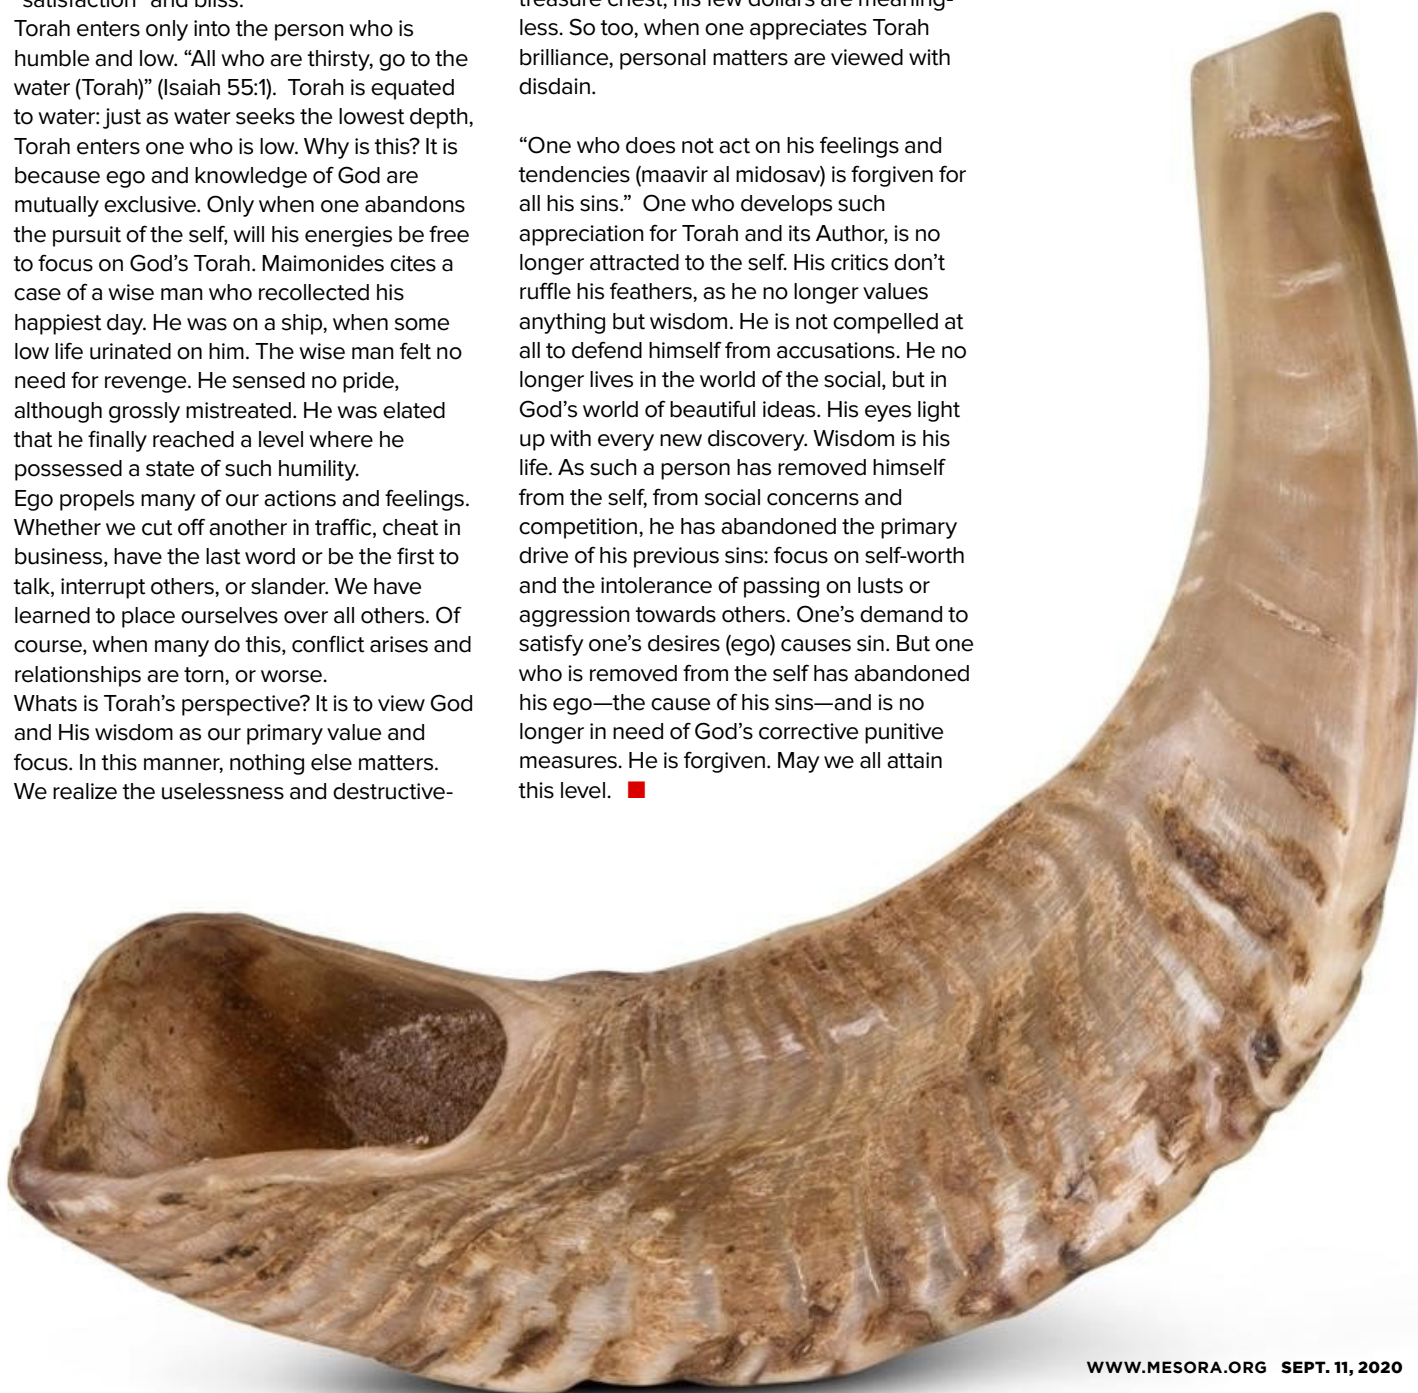 "satisfaction" and bliss.
Torah enters only into the person who is
humble and low. “All who are thirsty, go to the
water (Torah)” (Isaiah 55:1).  Torah is equated
to water: just as water seeks the lowest depth,
Torah enters one who is low. Why is this? It is
because ego and knowledge of God are
mutually exclusive. Only when one abandons
the pursuit of the self, will his energies be free
to focus on God’s Torah. Maimonides cites a
case of a wise man who recollected his
happiest day. He was on a ship, when some
low life urinated on him. The wise man felt no
need for revenge. He sensed no pride,
although grossly mistreated. He was elated
that he finally reached a level where he
possessed a state of such humility.
Ego propels many of our actions and feelings.
Whether we cut off another in traffic, cheat in
business, have the last word or be the first to
talk, interrupt others, or slander. We have
learned to place ourselves over all others. Of
course, when many do this, conflict arises and
relationships are torn, or worse.
Whats is Torah’s perspective? It is to view God
and His wisdom as our primary value and
focus. In this manner, nothing else matters.
We realize the uselessness and destructive-
treasure chest, his few dollars are meaning-
less. So too, when one appreciates Torah
brilliance, personal matters are viewed with
disdain.
“One who does not act on his feelings and
tendencies (maavir al midosav) is forgiven for
all his sins.”  One who develops such
appreciation for Torah and its Author, is no
longer attracted to the self. His critics don’t
ruffle his feathers, as he no longer values
anything but wisdom. He is not compelled at
all to defend himself from accusations. He no
longer lives in the world of the social, but in
God’s world of beautiful ideas. His eyes light
up with every new discovery. Wisdom is his
life. As such a person has removed himself
from the self, from social concerns and
competition, he has abandoned the primary
drive of his previous sins: focus on self-worth
and the intolerance of passing on lusts or
aggression towards others. One’s demand to
satisfy one’s desires (ego) causes sin. But one
who is removed from the self has abandoned
his ego—the cause of his sins—and is no
longer in need of God’s corrective punitive
measures. He is forgiven. May we all attain
this level.
WWW.MESORA.ORG SEPT. 11, 2020